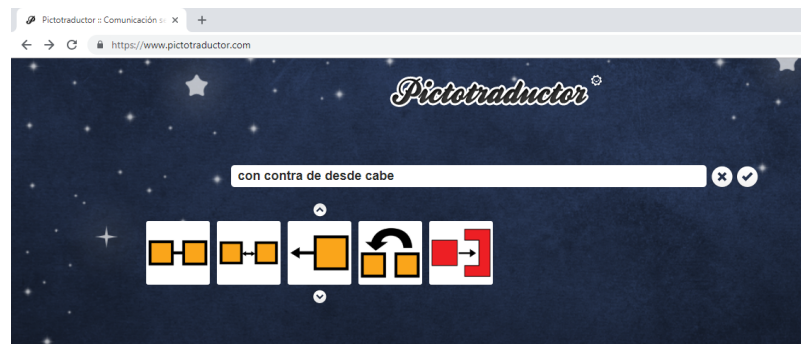 Pictotraductor :: Comunicación
https://www.pictotraductor.com
Pictotraductor
con contra de desde cabe